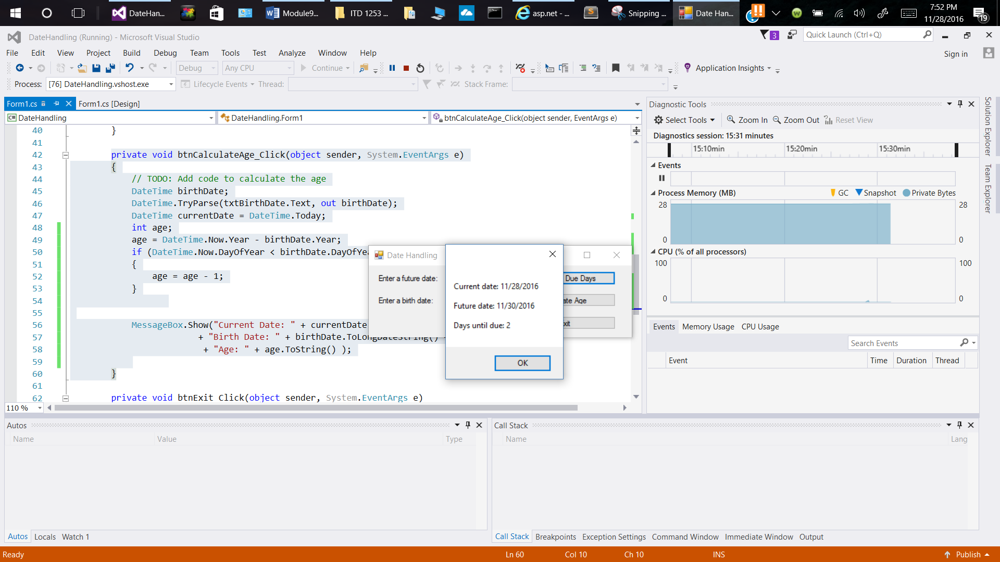 DateHan...
Module9...
ITD 1253 ...
asp.net - ...
Snipping ...
Date Han...
7:52 PM
11/28/2016
19
DateHandling (Running) - Microsoft Visual Studio
3
Quick Launch (Ctrl+Q)
File Edit View Project Build Debug Team Tools Test Analyze Window Help
Sign in
Debug Any CPU Continue Application Insights
Process: [76] DateHandling.vshost.exe Lifecycle Events Thread: Stack Frame:
Form1.cs Form1.cs [Design]
DateHandling DateHandling.Form1 btnCalculateAge_Click(object sender, EventArgs e)
40 }
41
42 private void btnCalculateAge_Click(object sender, System.EventArgs e)
43 {
44 // TODO: Add code to calculate the age
45 DateTime birthDate;
46 DateTime.TryParse(txtBirthDate.Text, out birthDate);
47 DateTime currentDate = DateTime.Today;
48 int age;
49 age = DateTime.Now.Year - birthDate.Year;
50 if (DateTime.Now.DayOfYear < birthDate.DayOfYea
51 {
52 age = age - 1;
53 }
54
55
56 MessageBox.Show("Current Date: " + currentDate
57 + "Birth Date: " + birthDate.ToLongDateString()
58 + "Age: " + age.ToString() );
59
60 }
61
62 private void btnExit_Click(object sender, System.EventArgs e)
110 %
Date Handling
Enter a future date:
Enter a birth date:
Due Days
ate Age
xit
Current date: 11/28/2016
Future date: 11/30/2016
Days until due: 2
OK
Diagnostic Tools
Select Tools Zoom In Zoom Out Reset View
Diagnostics session: 15:31 minutes
15:10min 15:20min 15:30min
Events
Process Memory (MB) GC Snapshot Private Bytes
28 28
0 0
CPU (% of all processors)
100 100
0 0
Events Memory Usage CPU Usage
Search Events
Event Time Duration Thread
Solution Explorer
Team Explorer
Autos
Name Value Type
Autos Locals Watch 1
Call Stack
Name Lang
Call Stack Breakpoints Exception Settings Command Window Immediate Window Output
Ready Ln 60 Col 10 Ch 10 INS Publish